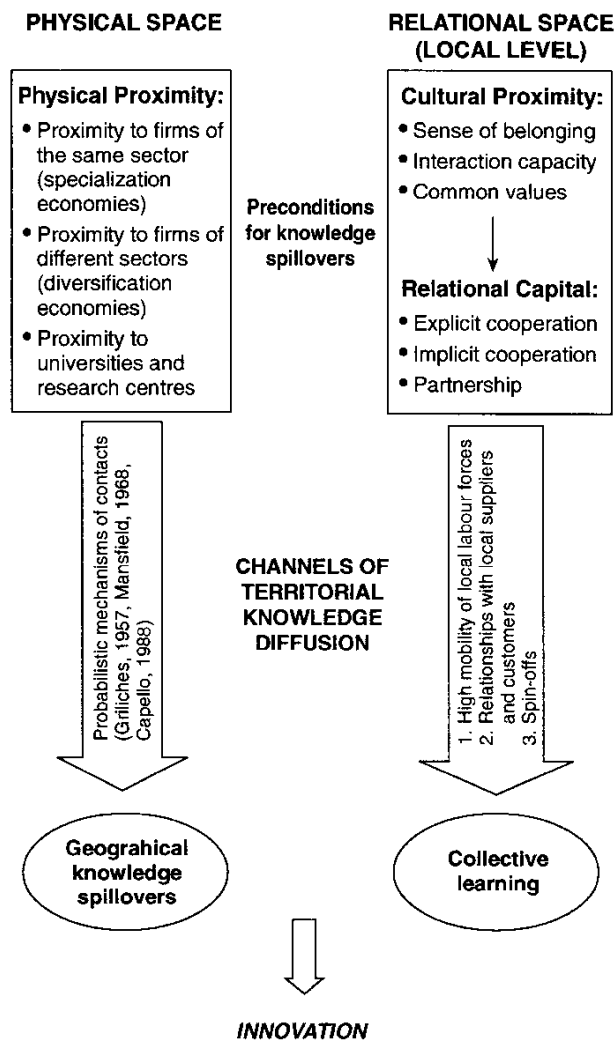 PHYSICAL SPACE
Physical Proximity:
• Proximity to firms of
the same sector
(specialization
economies)
• Proximity to firms of
different sectors
(diversification
economies)
• Proximity to
universities and
research centres
Preconditions
for knowledge
spillovers
RELATIONAL SPACE
(LOCAL LEVEL)
Cultural Proximity:
• Sense of belonging
• Interaction capacity
• Common values
Relational Capital:
• Explicit cooperation
• Implicit cooperation
• Partnership
Probabilistic mechanisms of contacts
(Griliches, 1957, Mansfield, 1968,
Capello, 1988)
CHANNELS OF
TERRITORIAL
KNOWLEDGE
DIFFUSION
1. High mobility of local labour forces
2. Relationships with local suppliers
and customers
3. Spin-offs
Geograhical
knowledge
spillovers
Collective
learning
INNOVATION